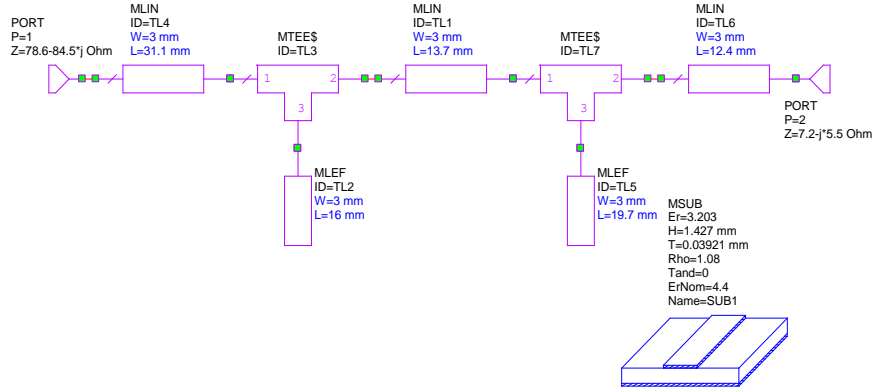 PORT
P=1
Z=78.6-84.5*j Ohm
MLIN
ID=TL4
W=3 mm
L=31.1 mm
MTEE$
ID=TL3
1
2
3
MLIN
ID=TL1
W=3 mm
L=13.7 mm
MTEE$
ID=TL7
1
2
3
MLIN
ID=TL6
W=3 mm
L=12.4 mm
PORT
P=2
Z=7.2-j*5.5 Ohm
MLEF
ID=TL2
W=3 mm
L=16 mm
MLEF
ID=TL5
W=3 mm
L=19.7 mm
MSUB
Er=3.203
H=1.427 mm
T=0.03921 mm
Rho=1.08
Tand=0
ErNom=4.4
Name=SUB1